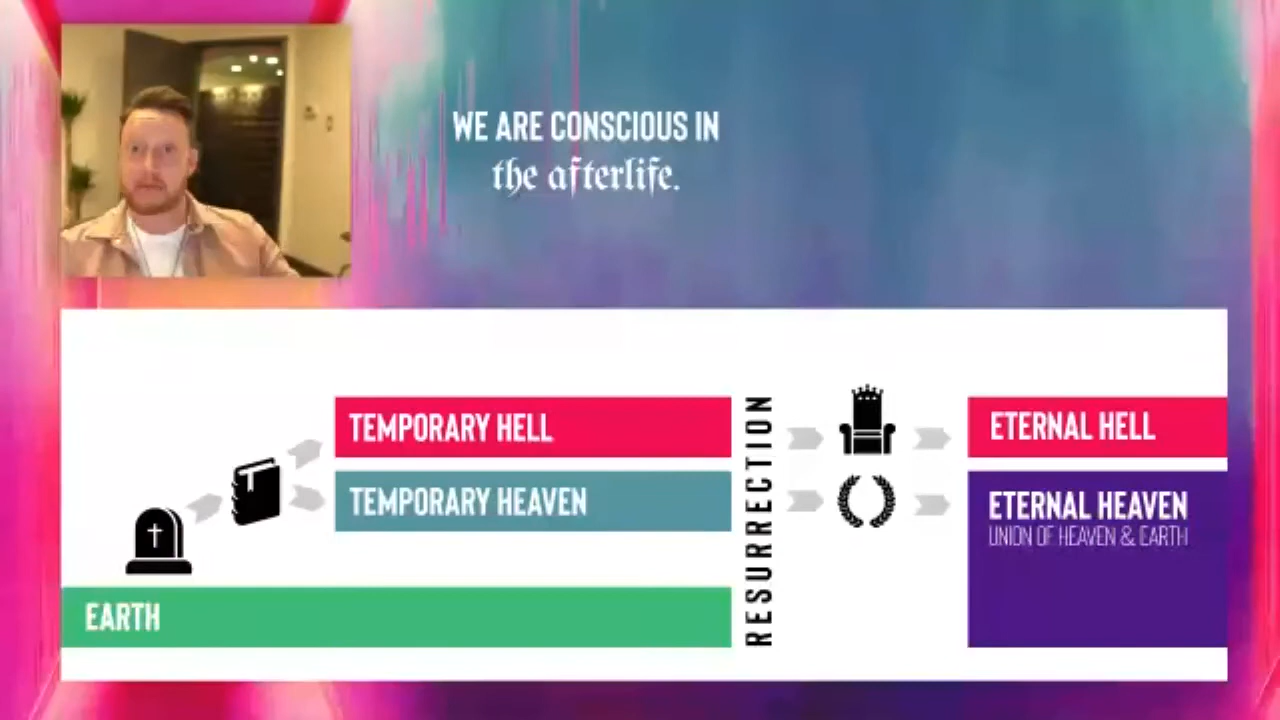 WE ARE CONSCIOUS IN
the afterlife.
TEMPORARY HELL
TEMPORARY HEAVEN
EARTH
RESURRECTION
ETERNAL HELL
ETERNAL HEAVEN
UNION OF HEAVEN & EARTH